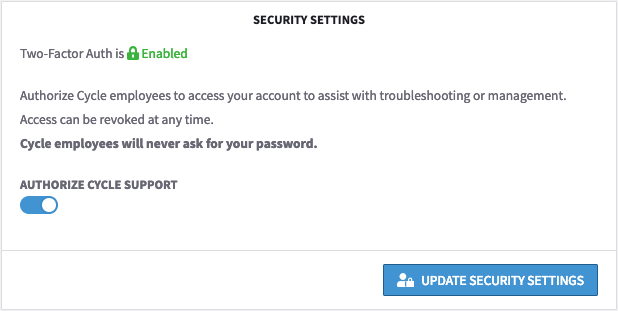 SECURITY SETTINGS
Two-Factor Auth is Enabled
Authorize Cycle employees to access your account to assist with troubleshooting or management.
Access can be revoked at any time.
Cycle employees will never ask for your password.
AUTHORIZE CYCLE SUPPORT
UPDATE SECURITY SETTINGS